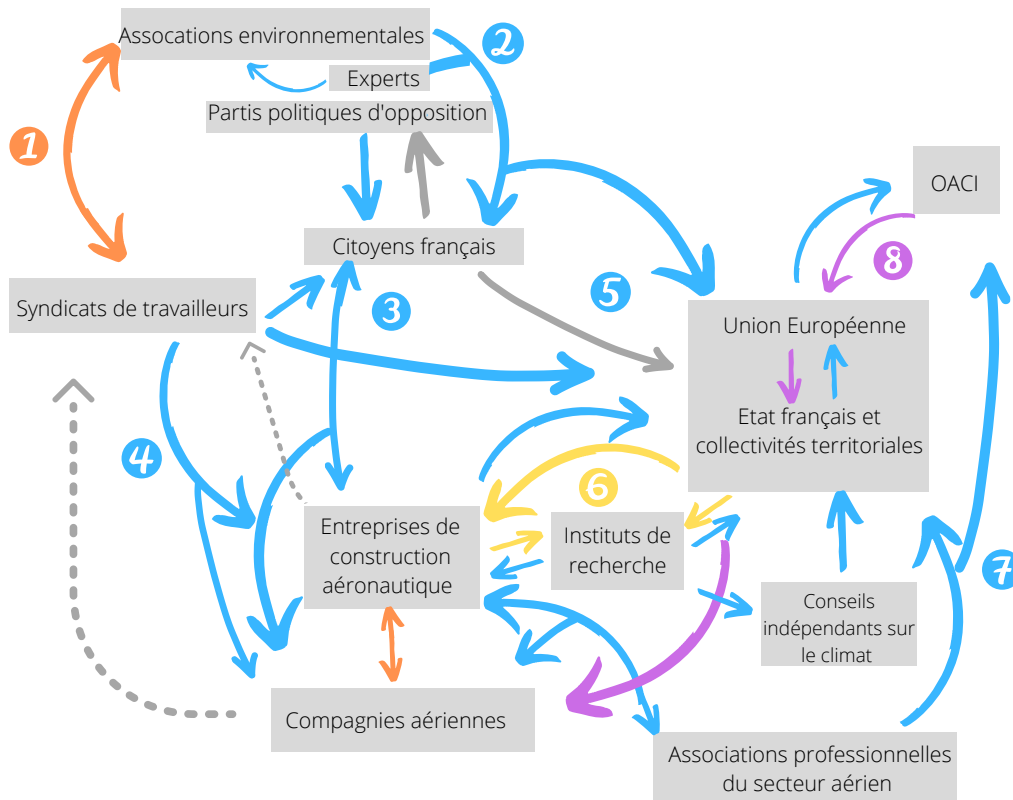 Assocations environnementales
2
Experts
Partis politiques d'opposition
1
OACI
Citoyens français
8
Syndicats de travailleurs
3
5
Union Européenne
Etat français et
collectivités territoriales
4
6
Entreprises de
construction
aéronautique
Instituts de
recherche
7
Conseils
indépendants sur
le climat
Compagnies aériennes
Associations professionnelles
du secteur aérien